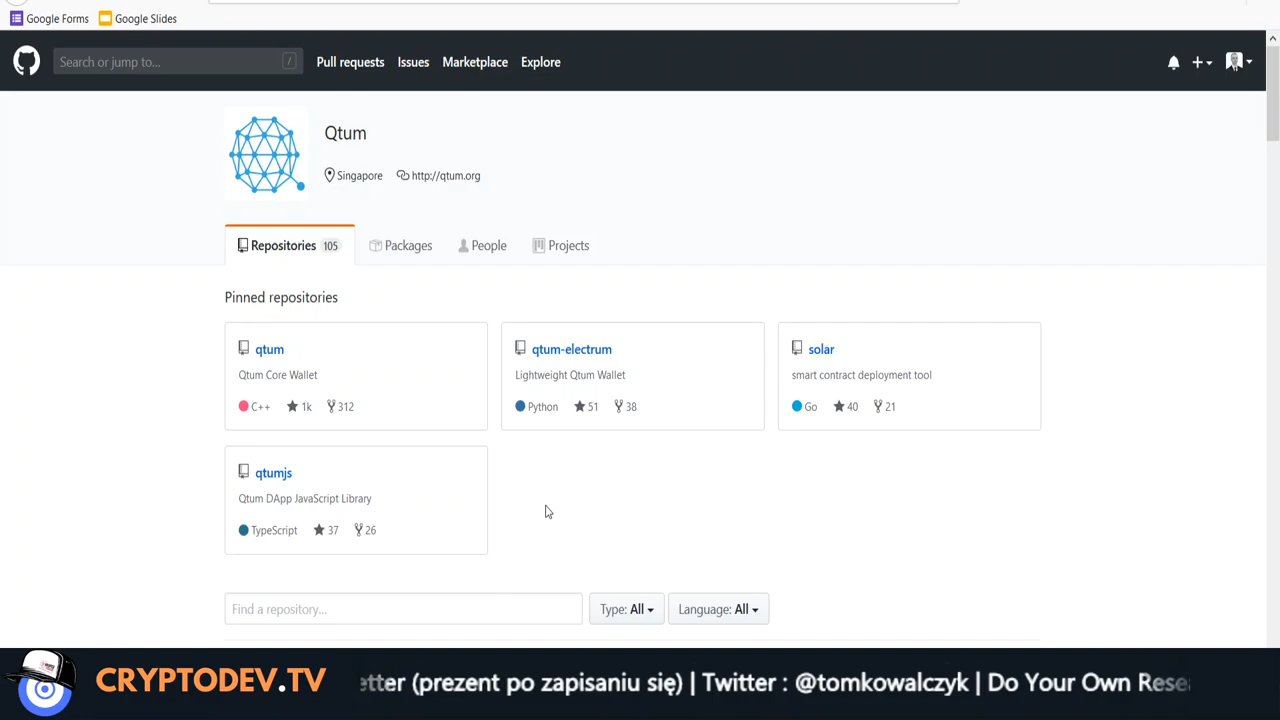 Google Forms Google Slides
Search or jump to... / Pull requests Issues Marketplace Explore
Qtum
Singapore http://qtum.org
Repositories 105 Packages People Projects
Pinned repositories
qtum
Qtum Core Wallet
C++ 1k 312
qtum-electrum
Lightweight Qtum Wallet
Python 51 38
solar
smart contract deployment tool
Go 40 21
qtumjs
Qtum DApp JavaScript Library
TypeScript 37 26
Find a repository... Type: All Language: All
CRYPTODEV.TV etter (prezent po zapisaniu się) | Twitter : @tomkowalczyk | Do Your Own Rese